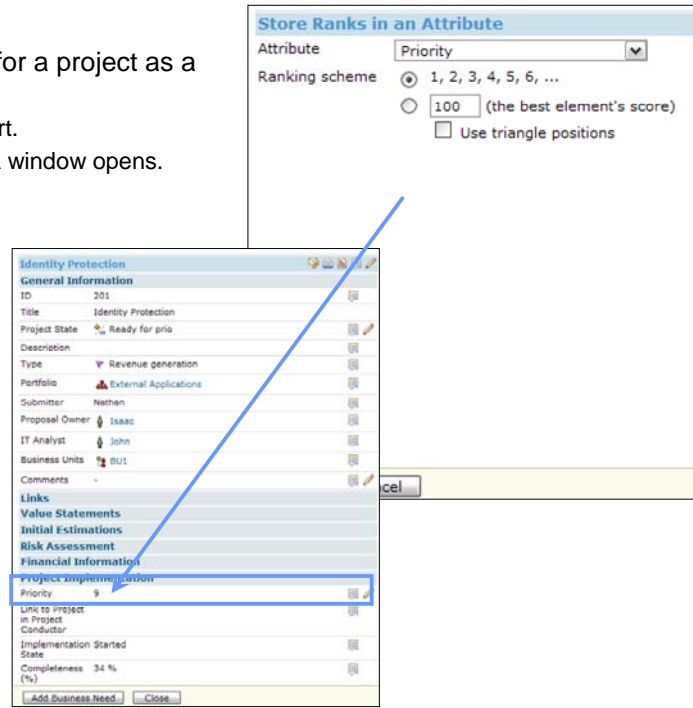 for a project as a
rt.
window opens.
Store Ranks in an Attribute
Attribute Priority
Ranking scheme 1, 2, 3, 4, 5, 6, ...
100 (the best element's score)
Use triangle positions
ncel
Identity Protection
General Information
ID 201
Title Identity Protection
Project State Ready for prio
Description
Type Revenue generation
Portfolio External Applications
Submitter Nathan
Proposal Owner Isaac
IT Analyst John
Business Units BU1
Comments -
Links
Value Statements
Initial Estimations
Risk Assessment
Financial Information
Project Implementation
Priority 9
Link to Project
in Project
Conductor
Implementation Started
State
Completeness 34 %
(%)
Add Business Need Close